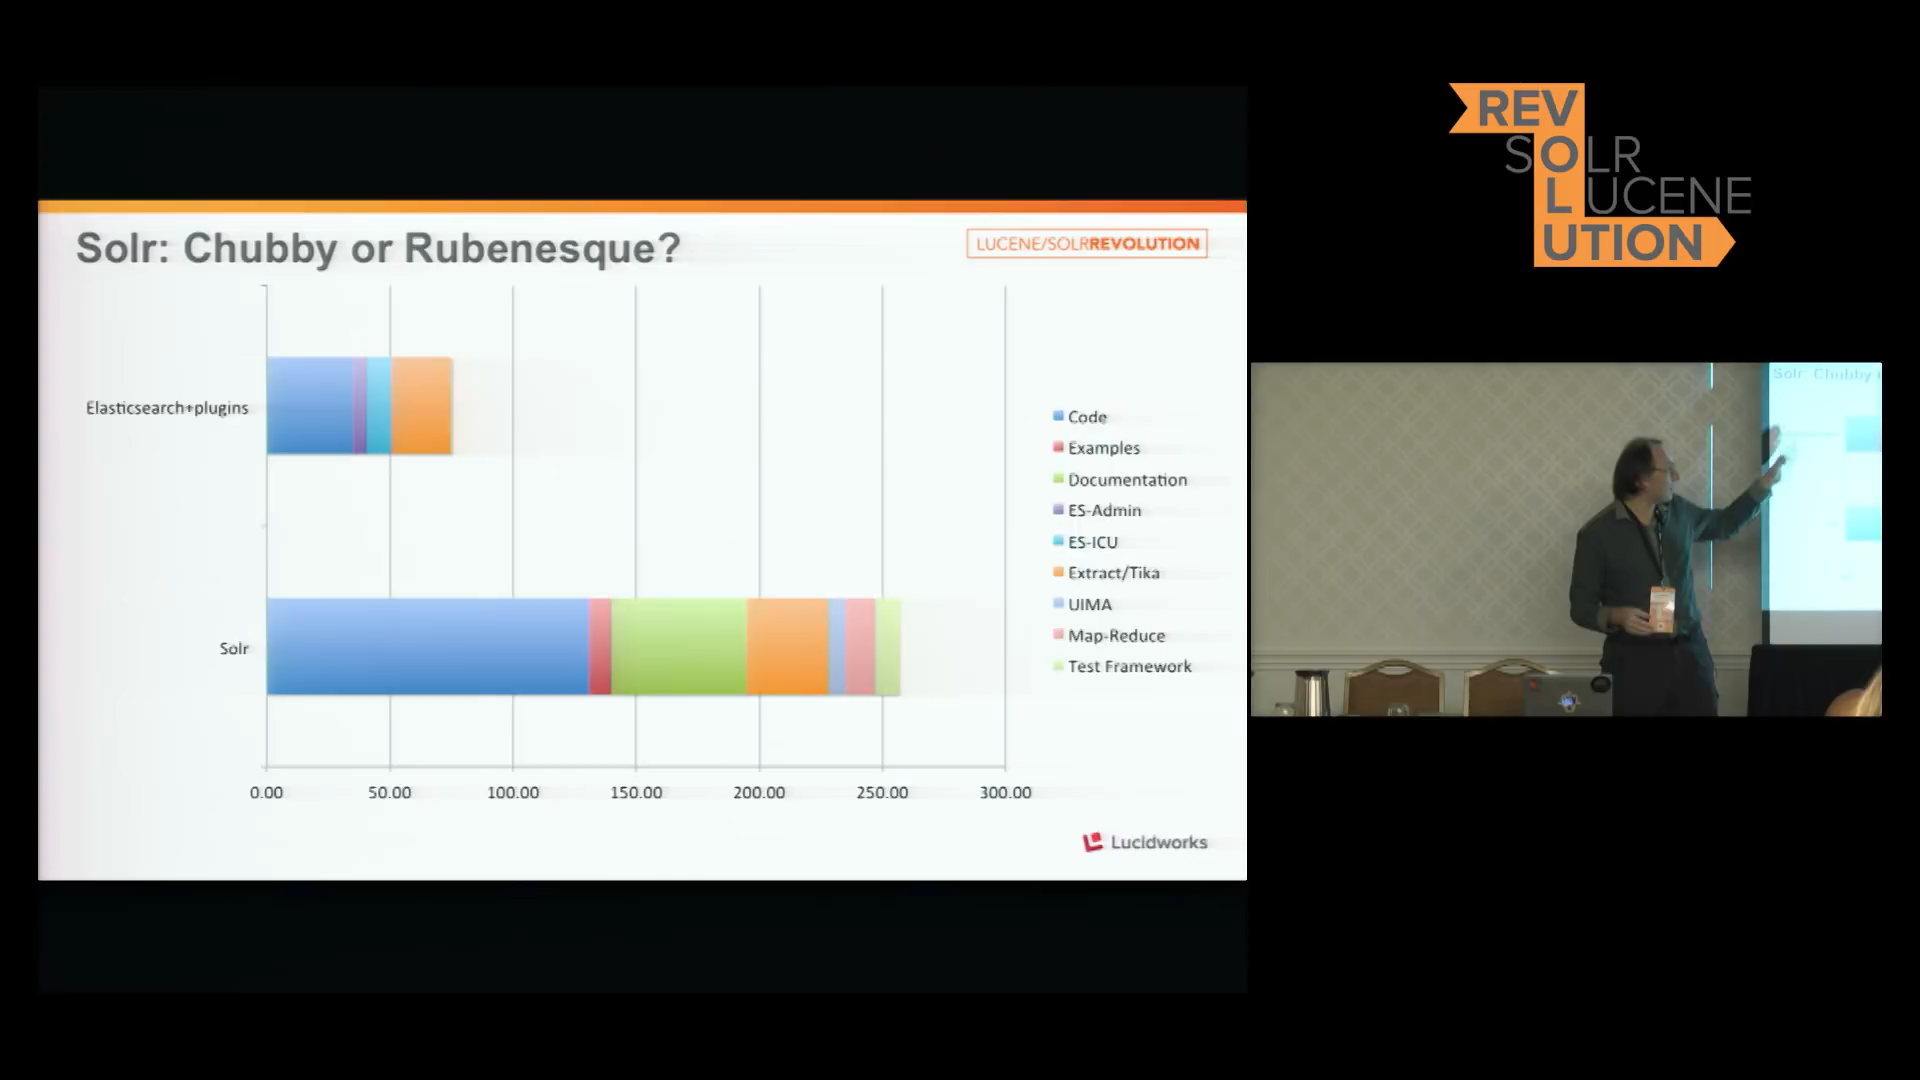 Solr: Chubby or Rubenesque?
LUCENE/SOLRREVOLUTION
Elasticsearch+plugins
Solr
0.00 50.00 100.00 150.00 200.00 250.00 300.00
Code
Examples
Documentation
ES-Admin
ES-ICU
Extract/Tika
UIMA
Map-Reduce
Test Framework
Lucidworks
REV
SOLR
LUCENE
UTION
Solr: Chubby